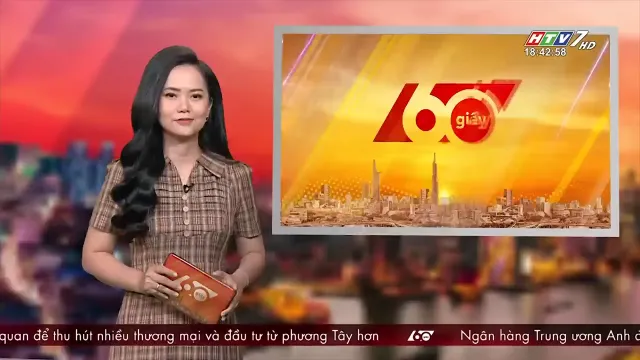 HTV7 HD
18:42:58
60 giây
60
quan để thu hút nhiều thương mại và đầu tư từ phương Tây hơn 60 Ngân hàng Trung ương Anh